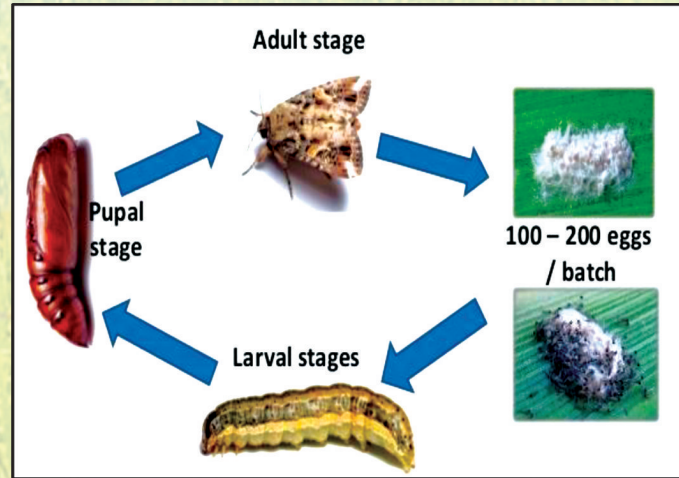 Adult stage
Pupal
stage
100 – 200 eggs
/ batch
Larval stages